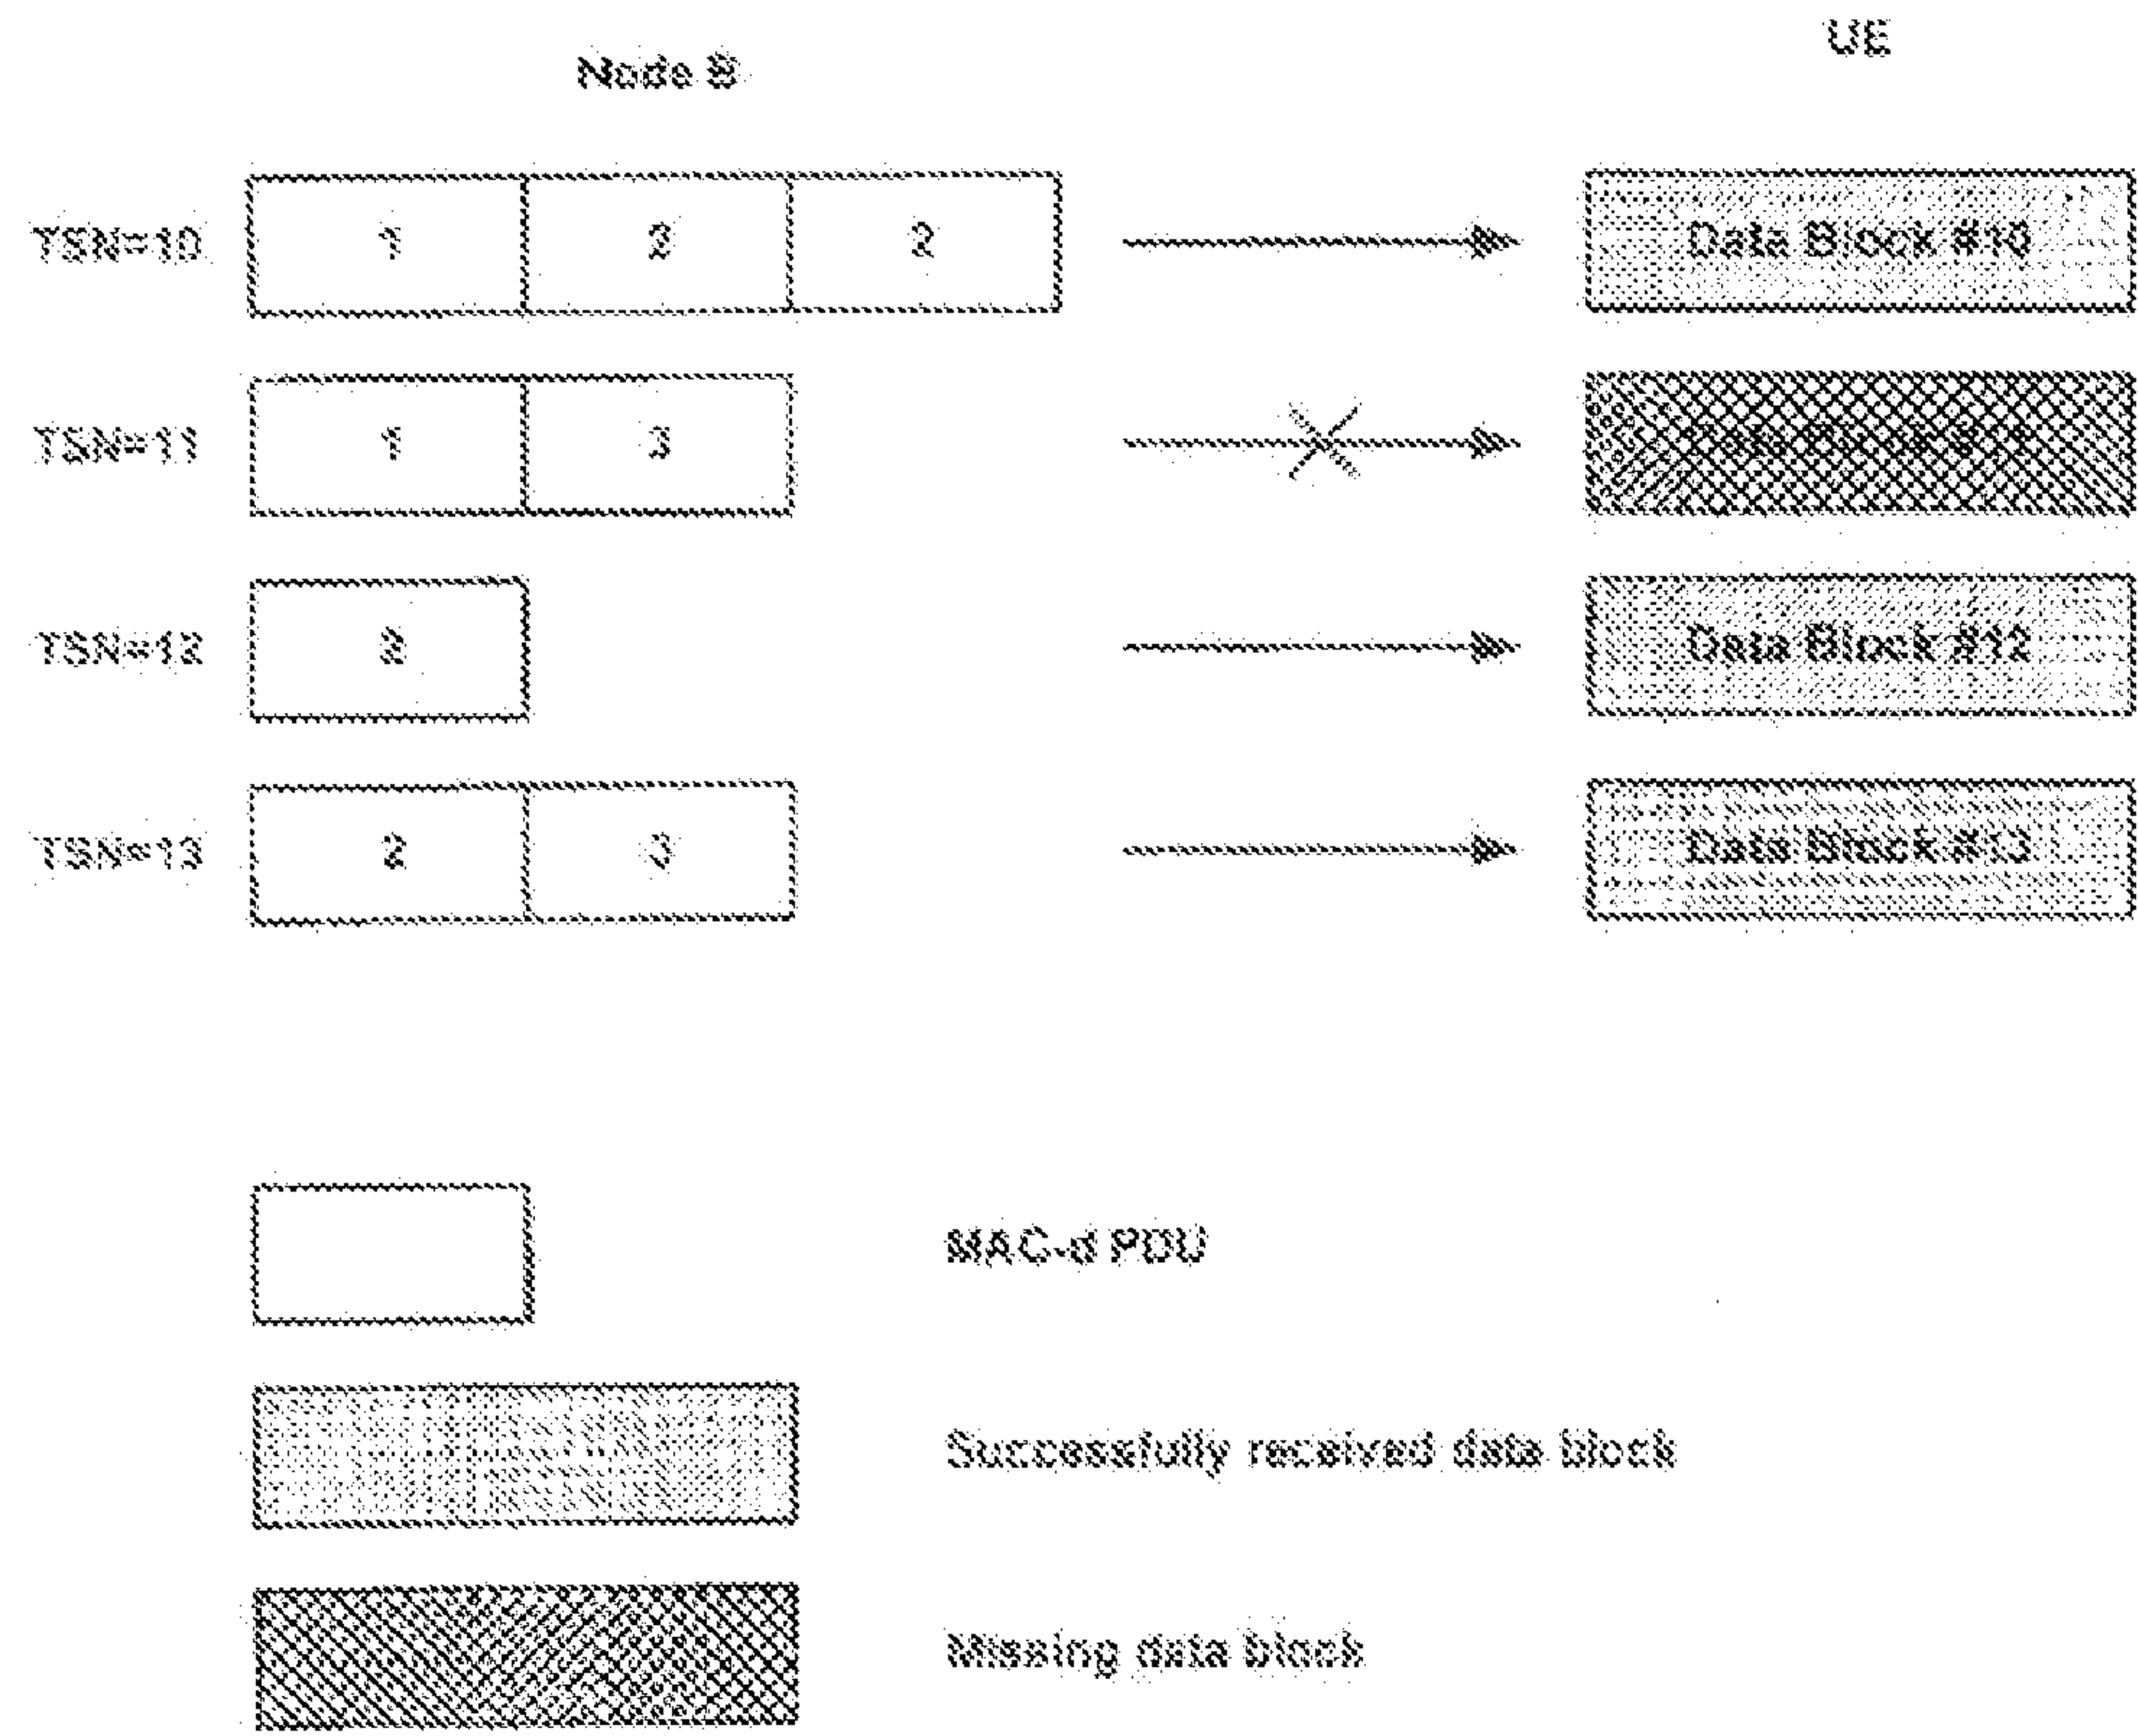 UE
Node B
TSN=10 1 2 2 Data Block #10
TSN=11 1 3
TSN=12 2 Data Block #12
TSN=13 2 3 Data Block #13
MAC-d PDU
Successfully received data block
Missing data block